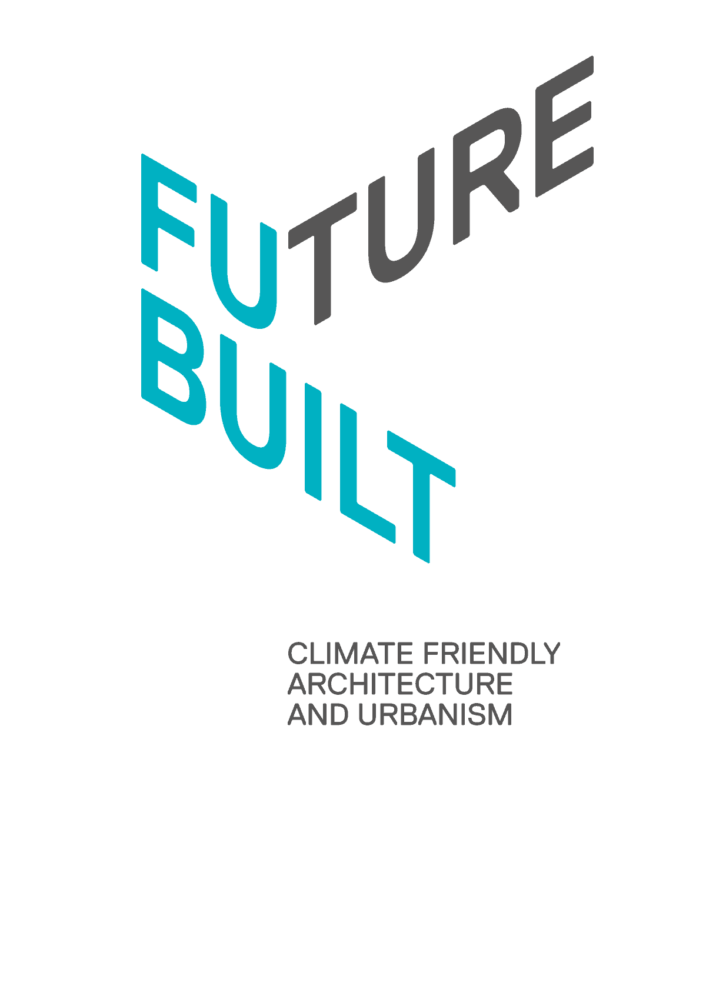 FUTURE
BUILT
CLIMATE FRIENDLY
ARCHITECTURE
AND URBANISM